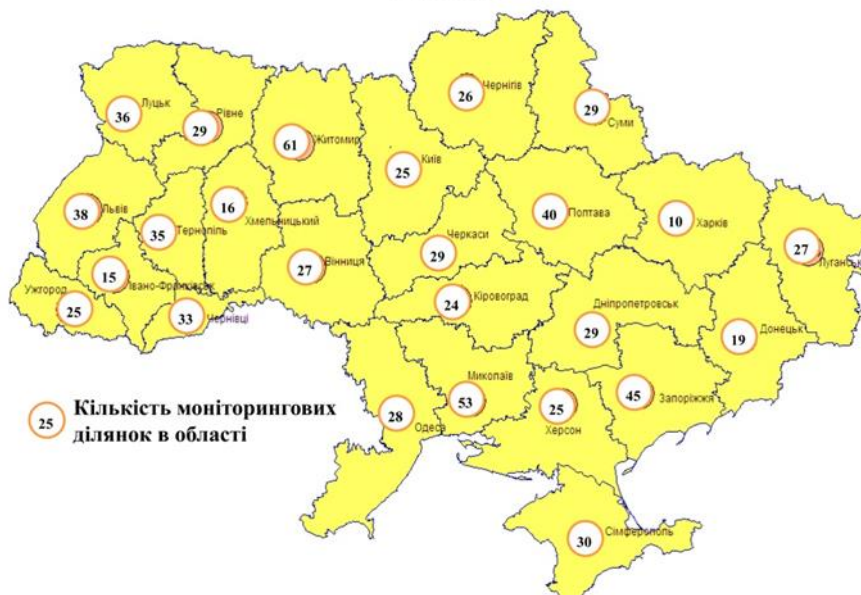 26
Чернігів
29
Суми
36
Луцьк
29
Рівне
61
Житомир
25
Київ
38
Львів
35
Тернопіль
16
Хмельницький
40
Полтава
10
Харків
27
Луганськ
27
Вінниця
Черкаси
29
15
Івано-Франківськ
Ужгород
25
33
Чернівці
24
Кіровоград
Дніпропетровськ
29
19
Донецьк
28
Одеса
Миколаїв
53
25
Херсон
45
Запоріжжя
30
Сімферополь
25
Кількість моніторингових
ділянок в області